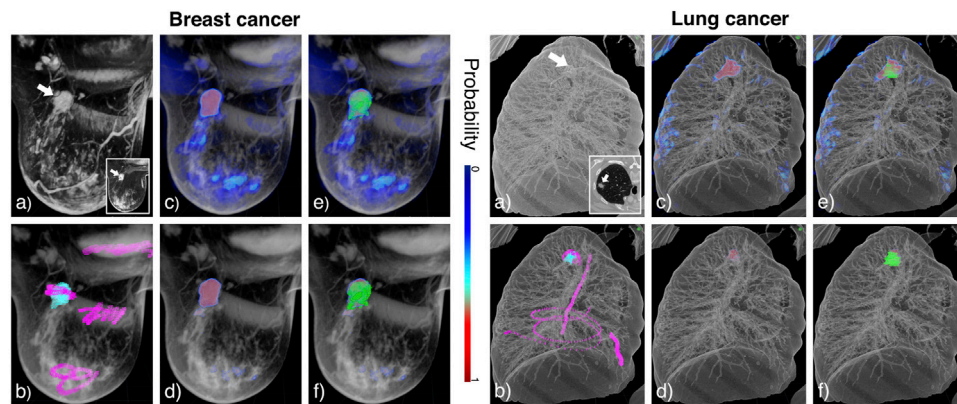 Breast cancer
a)
c)
e)
b)
d)
f)
Probability
0
1
Lung cancer
a)
c)
e)
b)
d)
f)